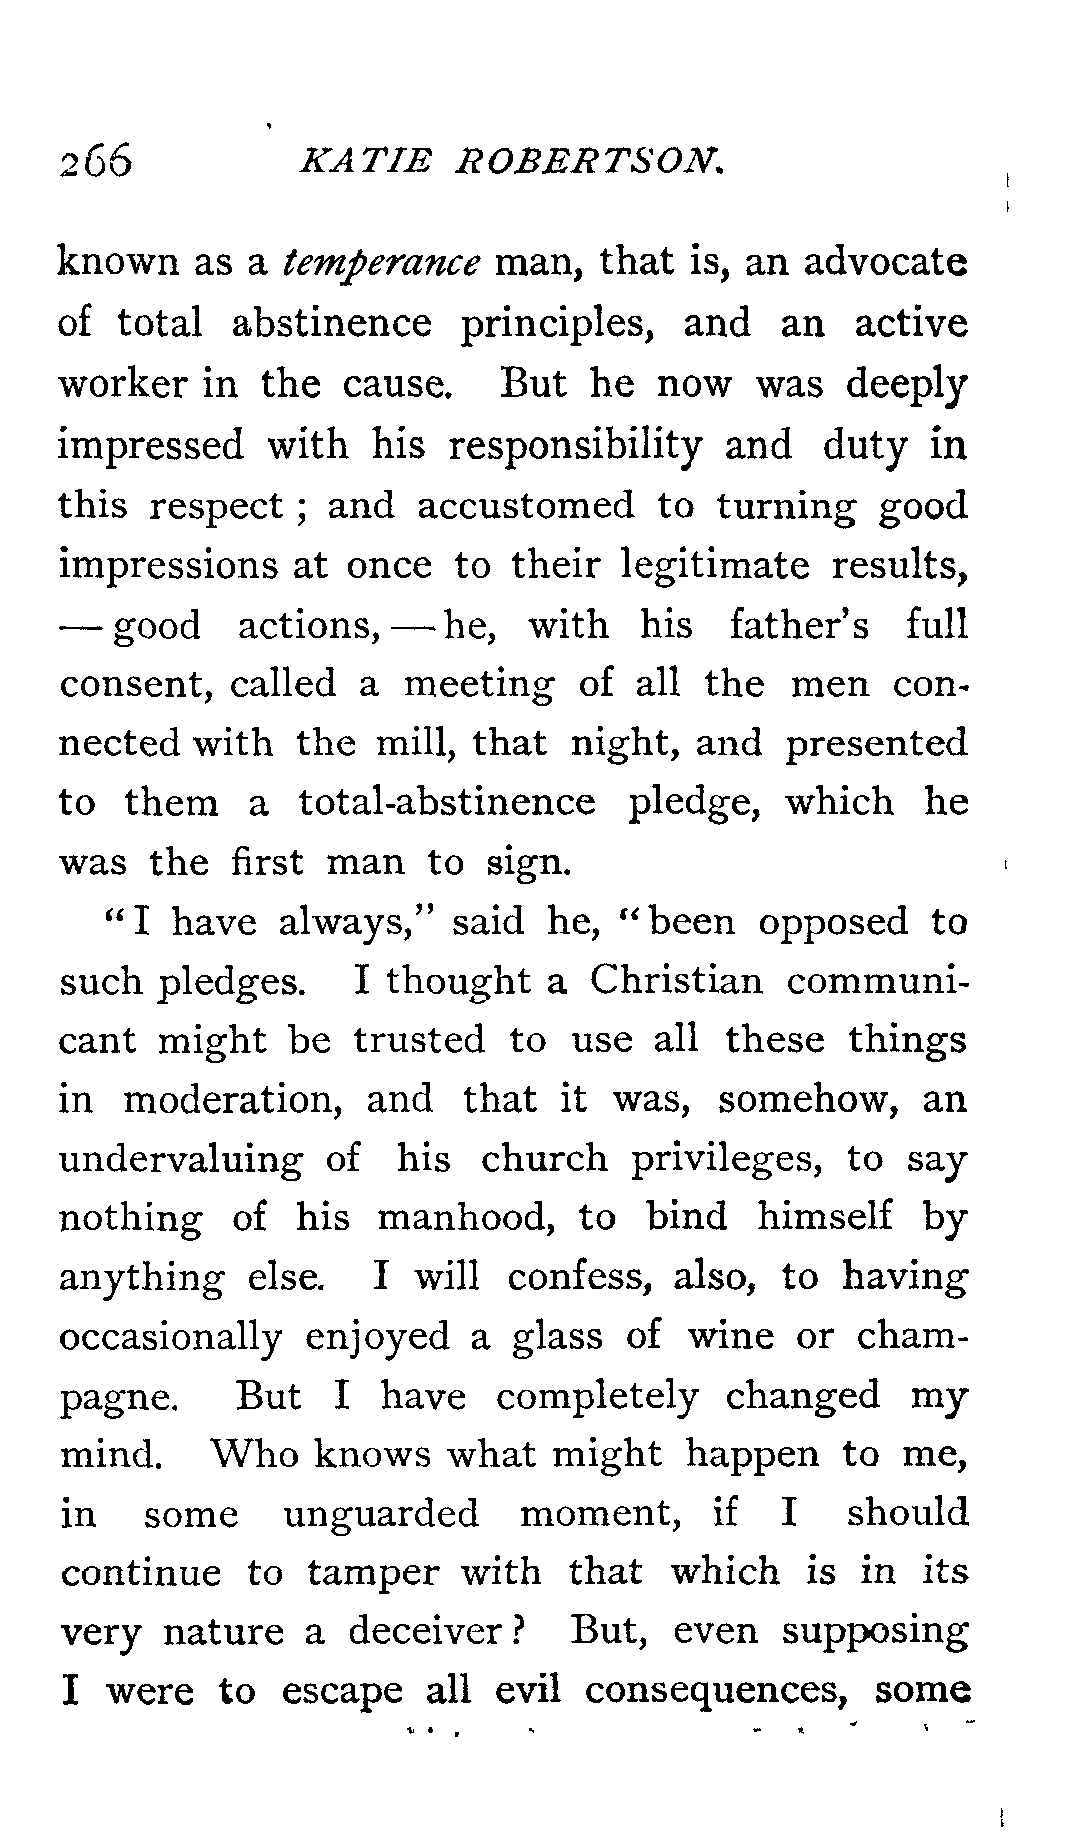 266 KATIE ROBERTSON.
known as a temperance man, that is, an advocate
of total abstinence principles, and an active
worker in the cause. But he now was deeply
impressed with his responsibility and duty in
this respect ; and accustomed to turning good
impressions at once to their legitimate results,
— good actions, — he, with his father's full
consent, called a meeting of all the men con-
nected with the mill, that night, and presented
to them a total-abstinence pledge, which he
was the first man to sign.
"I have always," said he, "been opposed to
such pledges. I thought a Christian communi-
cant might be trusted to use all these things
in moderation, and that it was, somehow, an
undervaluing of his church privileges, to say
nothing of his manhood, to bind himself by
anything else. I will confess, also, to having
occasionally enjoyed a glass of wine or cham-
pagne. But I have completely changed my
mind. Who knows what might happen to me,
in some unguarded moment, if I should
continue to tamper with that which is in its
very nature a deceiver ? But, even supposing
I were to escape all evil consequences, some